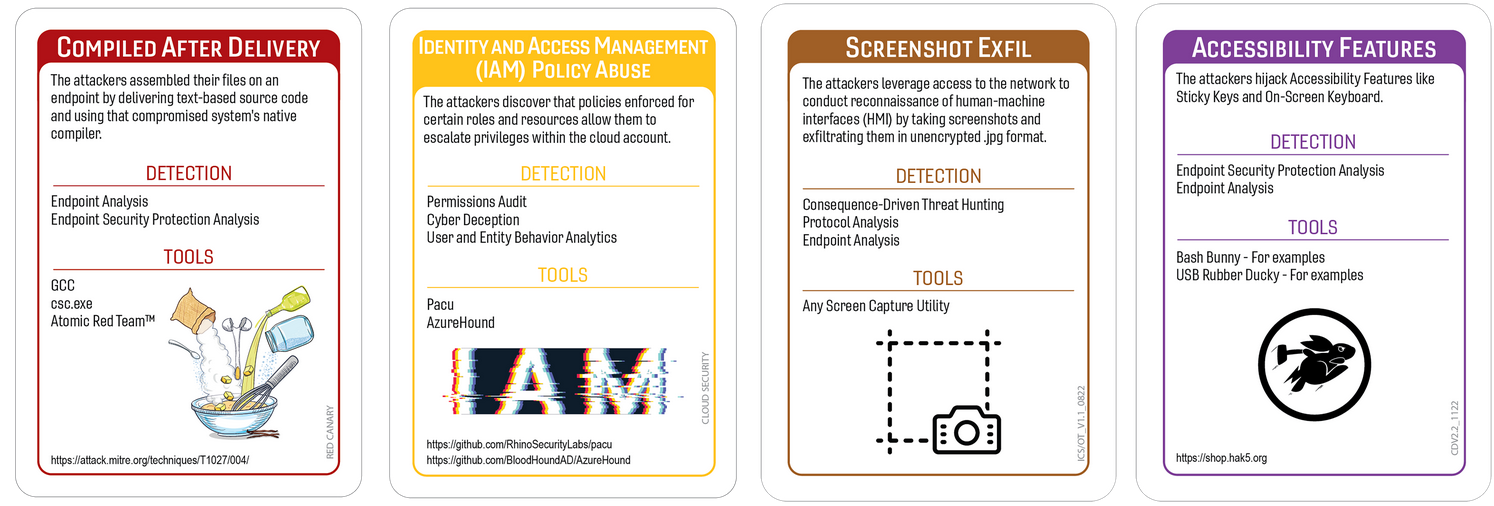 COMPILED AFTER DELIVERY
The attackers assembled their files on an
endpoint by delivering text-based source code
and using that compromised system's native
compiler.
DETECTION
Endpoint Analysis
Endpoint Security Protection Analysis
TOOLS
GCC
csc.exe
Atomic Red Team™
RED CANARY
https://attack.mitre.org/techniques/T1027/004/
IDENTITY AND ACCESS MANAGEMENT
(IAM) POLICY ABUSE
The attackers discover that policies enforced for
certain roles and resources allow them to
escalate privileges within the cloud account.
DETECTION
Permissions Audit
Cyber Deception
User and Entity Behavior Analytics
TOOLS
Pacu
AzureHound
IAM
CLOUD SECURITY
https://github.com/RhinoSecurityLabs/pacu
https://github.com/BloodHoundAD/AzureHound
SCREENSHOT EXFIL
The attackers leverage access to the network to
conduct reconnaissance of human-machine
interfaces (HMI) by taking screenshots and
exfiltrating them in unencrypted .jpg format.
DETECTION
Consequence-Driven Threat Hunting
Protocol Analysis
Endpoint Analysis
TOOLS
Any Screen Capture Utility
ICS/OT_V1.1_0822
ACCESSIBILITY FEATURES
The attackers hijack Accessibility Features like
Sticky Keys and On-Screen Keyboard.
DETECTION
Endpoint Security Protection Analysis
Endpoint Analysis
TOOLS
Bash Bunny - For examples
USB Rubber Ducky - For examples
CDV2.2_1122
https://shop.hak5.org